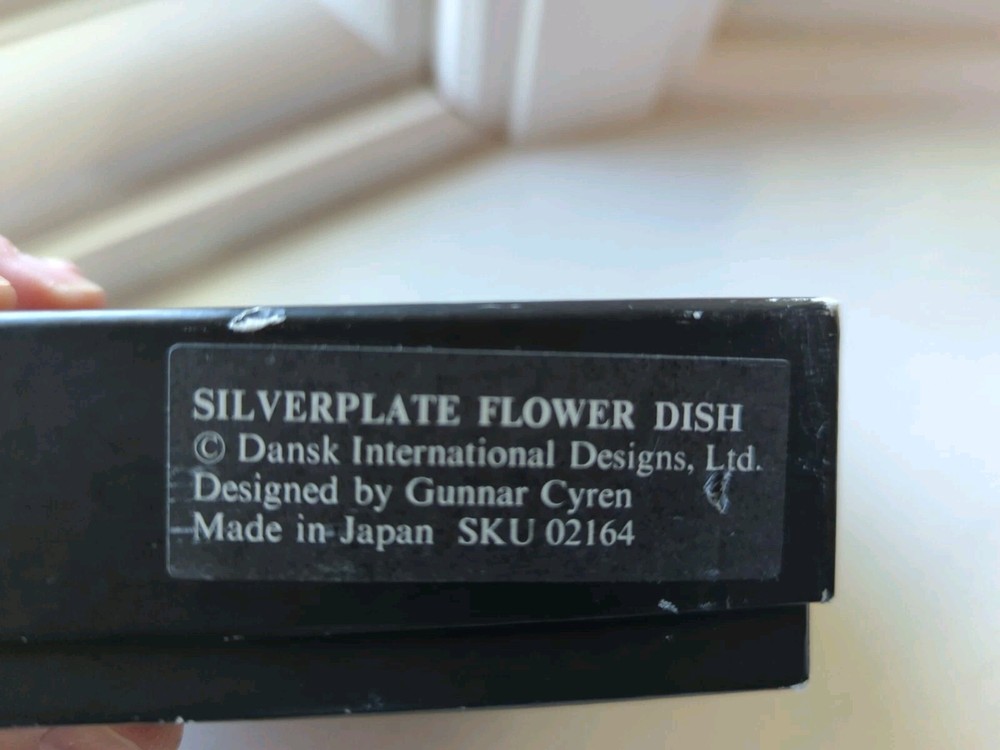 SILVERPLATE FLOWER DISH
© Dansk International Designs, Ltd.
Designed by Gunnar Cyren
Made in Japan SKU 02164